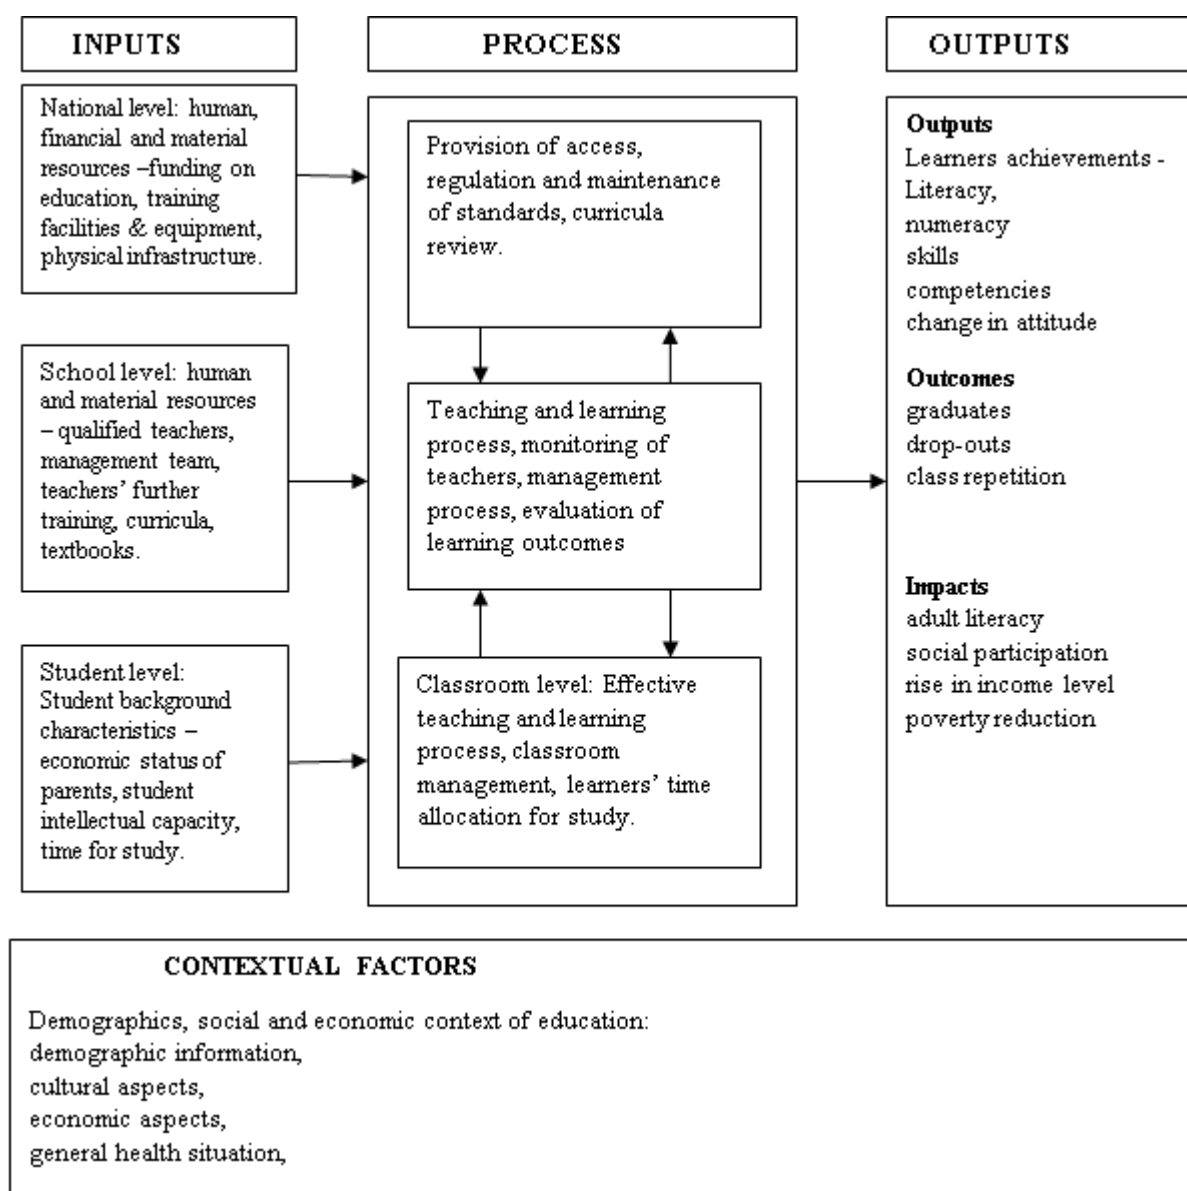 INPUTS
PROCESS
OUTPUTS
National level: human,
financial and material
resources –funding on
education, training
facilities & equipment,
physical infrastructure.
School level: human
and material resources
– qualified teachers,
management team,
teachers’ further
training, curricula,
textbooks.
Student level:
Student background
characteristics –
economic status of
parents, student
intellectual capacity,
time for study.
Provision of access,
regulation and maintenance
of standards, curricula
review.
Teaching and learning
process, monitoring of
teachers, management
process, evaluation of
learning outcomes
Classroom level: Effective
teaching and learning
process, classroom
management, learners’ time
allocation for study.
Outputs
Learners achievements -
Literacy,
numeracy
skills
competencies
change in attitude
Outcomes
graduates
drop-outs
class repetition
Impacts
adult literacy
social participation
rise in income level
poverty reduction
CONTEXTUAL FACTORS
Demographics, social and economic context of education:
demographic information,
cultural aspects,
economic aspects,
general health situation,